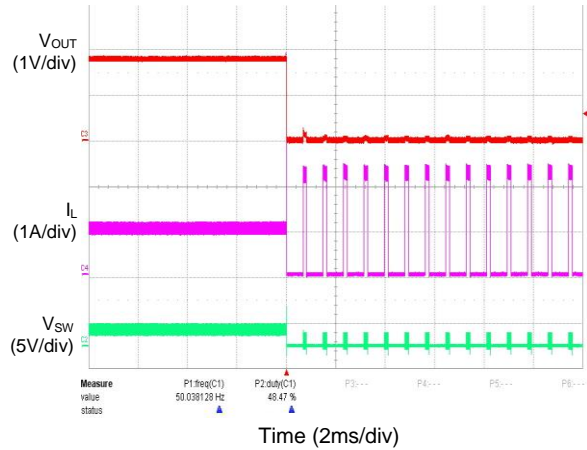 VOUT
(1V/div)
C3
IL
(1A/div)
C4
VSW
(5V/div)
Measure P1:freq(C1) P2:duty(C1) P3:--- P4:--- P5:--- P6:---
value 50.038128 Hz 48.47 %
status
Time (2ms/div)